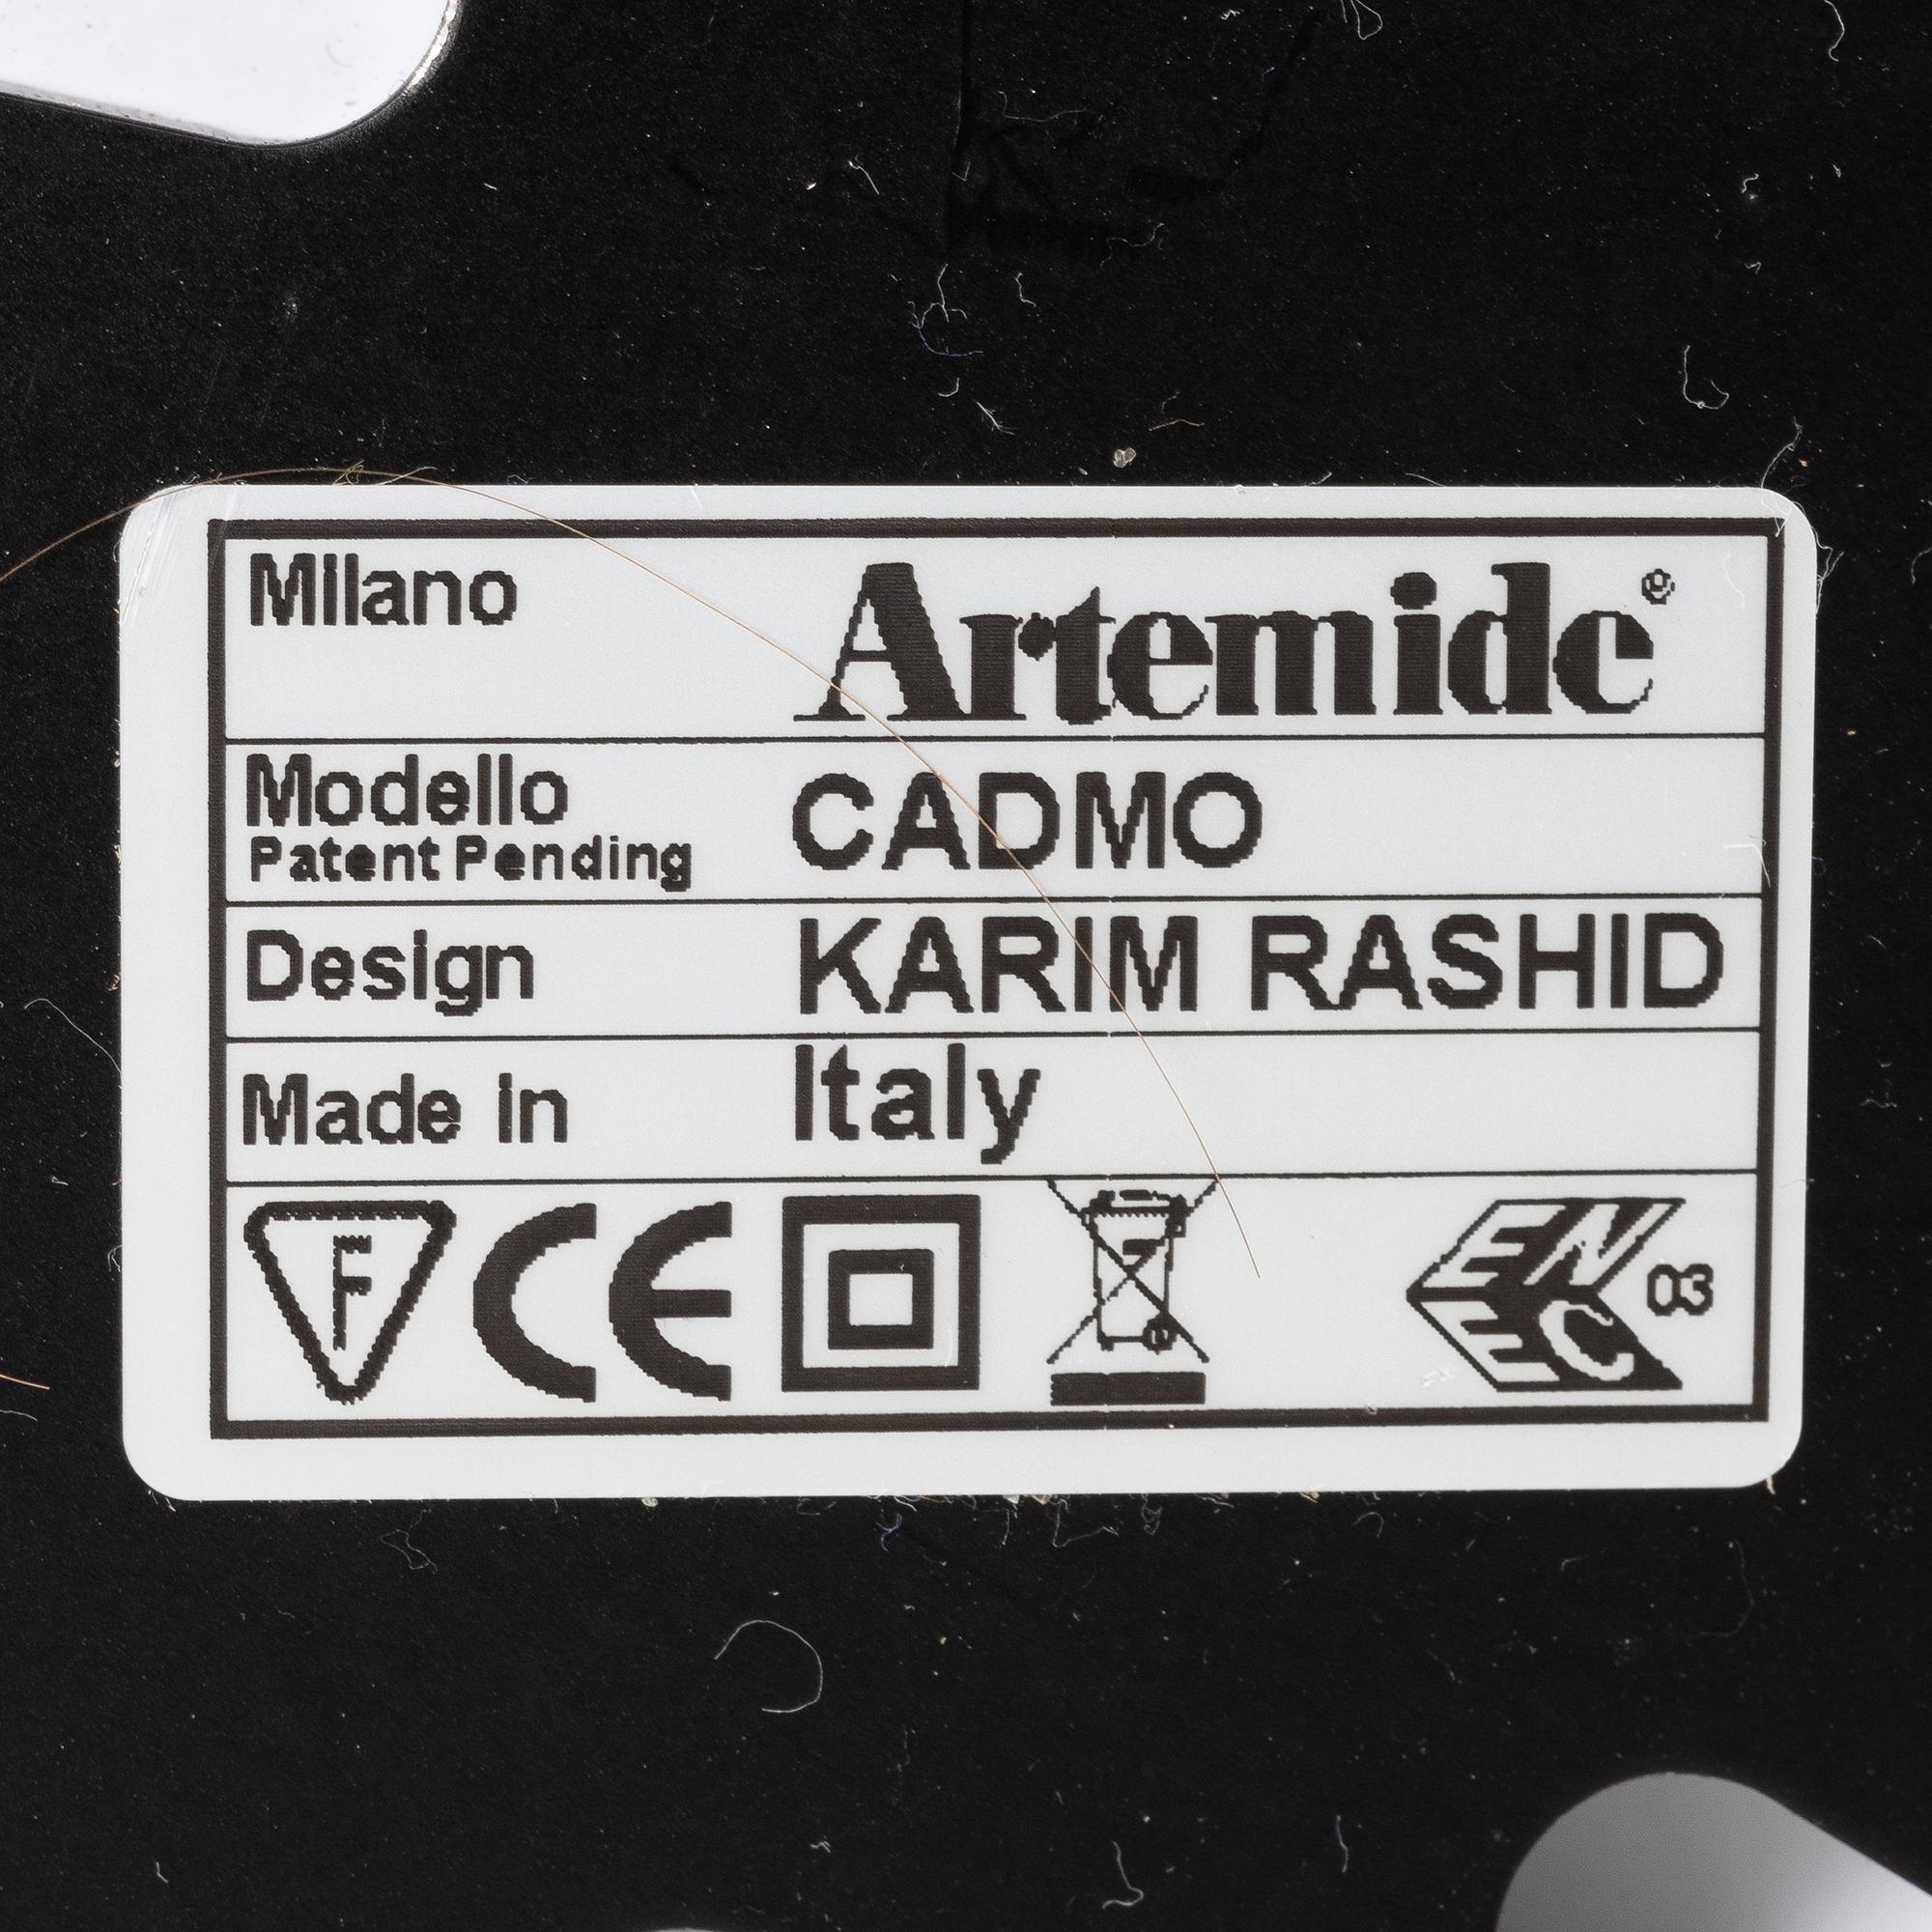 Milano Artemide®
Modello CADMO
Patent Pending
Design KARIM RASHID
Made in Italy
F CE ENEC 03